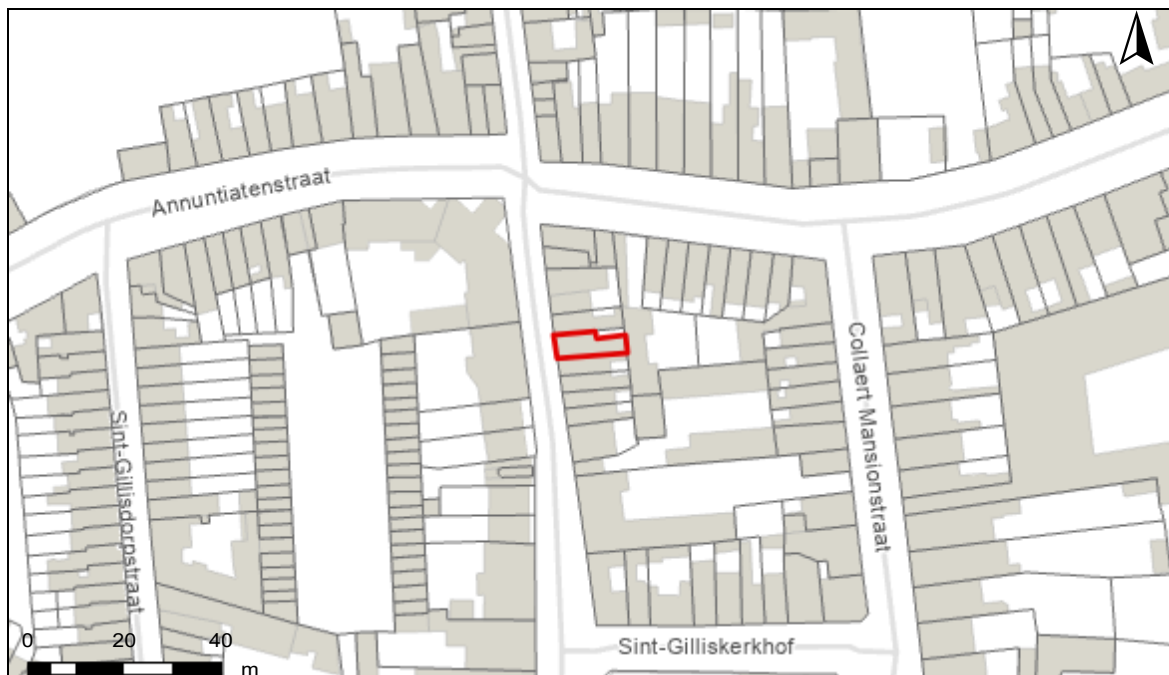 Annuntiatenstraat
Collaert Mansionstraat
Sint-Gillisdorpstraat
Sint-Gilliskerkhof
0 20 40
m